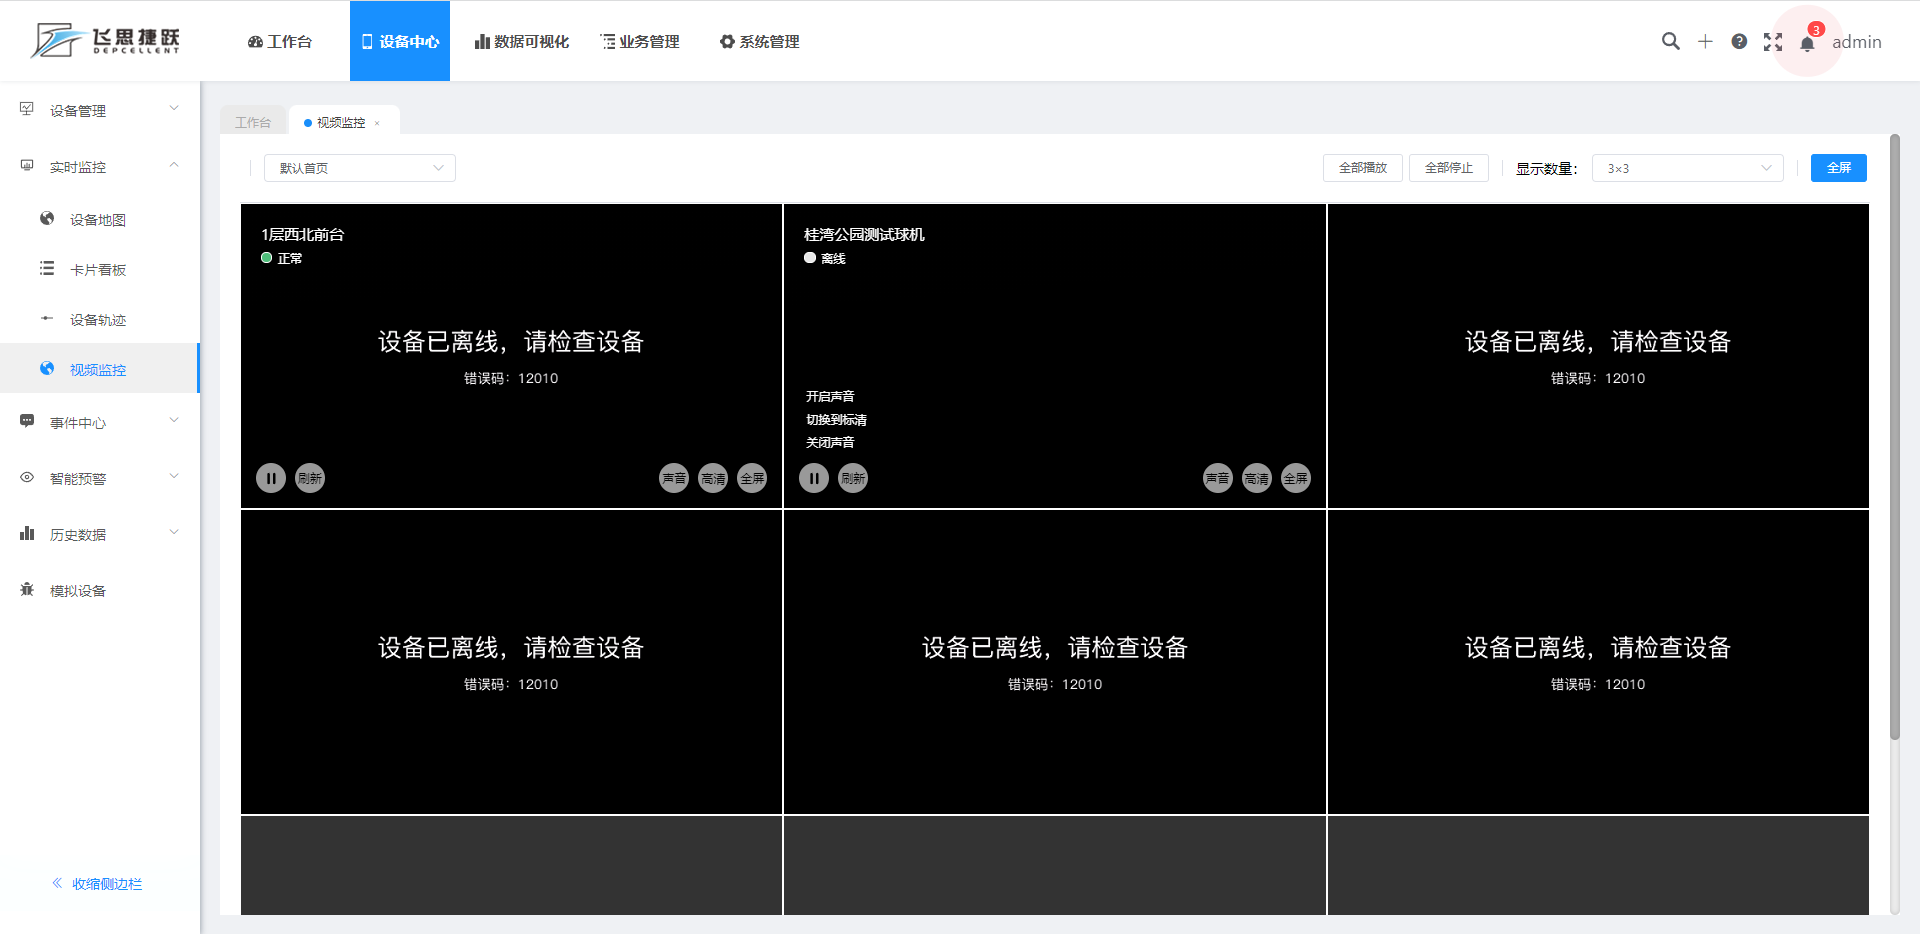 飞思捷跃
DEPCELLENT
工作台
设备中心
数据可视化
业务管理
系统管理
3
admin
设备管理
实时监控
设备地图
卡片看板
设备轨迹
视频监控
事件中心
智能预警
历史数据
模拟设备
收缩侧边栏
工作台
视频监控 ×
默认首页
全部播放
全部停止
显示数量：
3×3
全屏
1层西北前台
正常
设备已离线，请检查设备
错误码：12010
刷新
声音
高清
全屏
桂湾公园测试球机
离线
开启声音
切换到标清
关闭声音
刷新
声音
高清
全屏
设备已离线，请检查设备
错误码：12010
设备已离线，请检查设备
错误码：12010
设备已离线，请检查设备
错误码：12010
设备已离线，请检查设备
错误码：12010